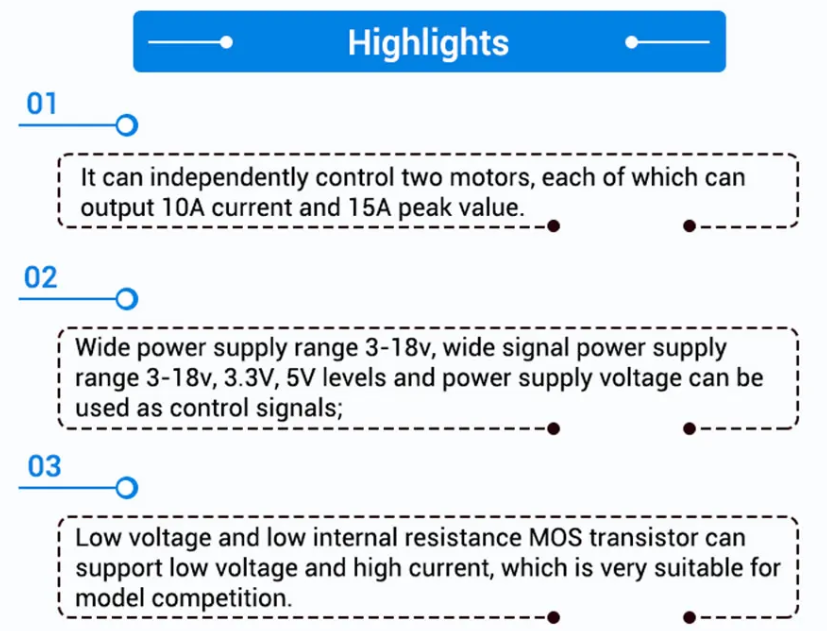 Highlights
01
It can independently control two motors, each of which can
output 10A current and 15A peak value.
02
Wide power supply range 3-18v, wide signal power supply
range 3-18v, 3.3V, 5V levels and power supply voltage can be
used as control signals;
03
Low voltage and low internal resistance MOS transistor can
support low voltage and high current, which is very suitable for
model competition.